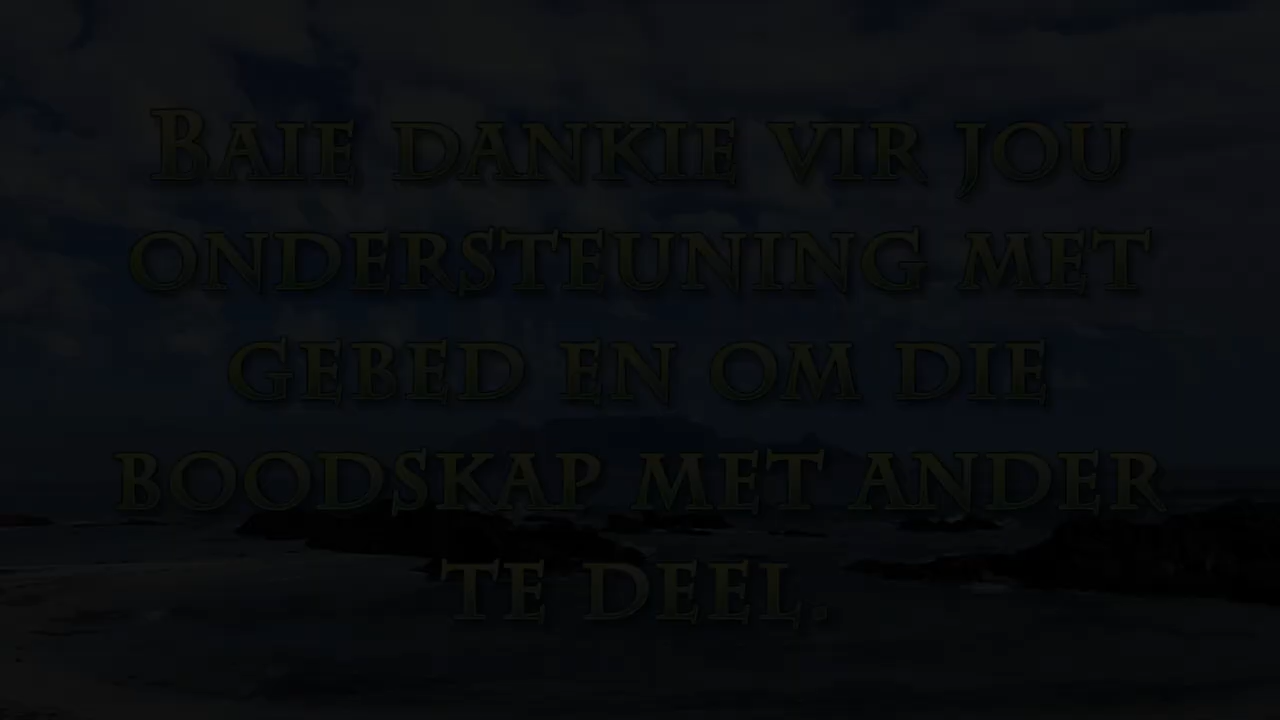 Baie dankie vir jou
ondersteuning met
gebed en om die
boodskap met ander
te deel.